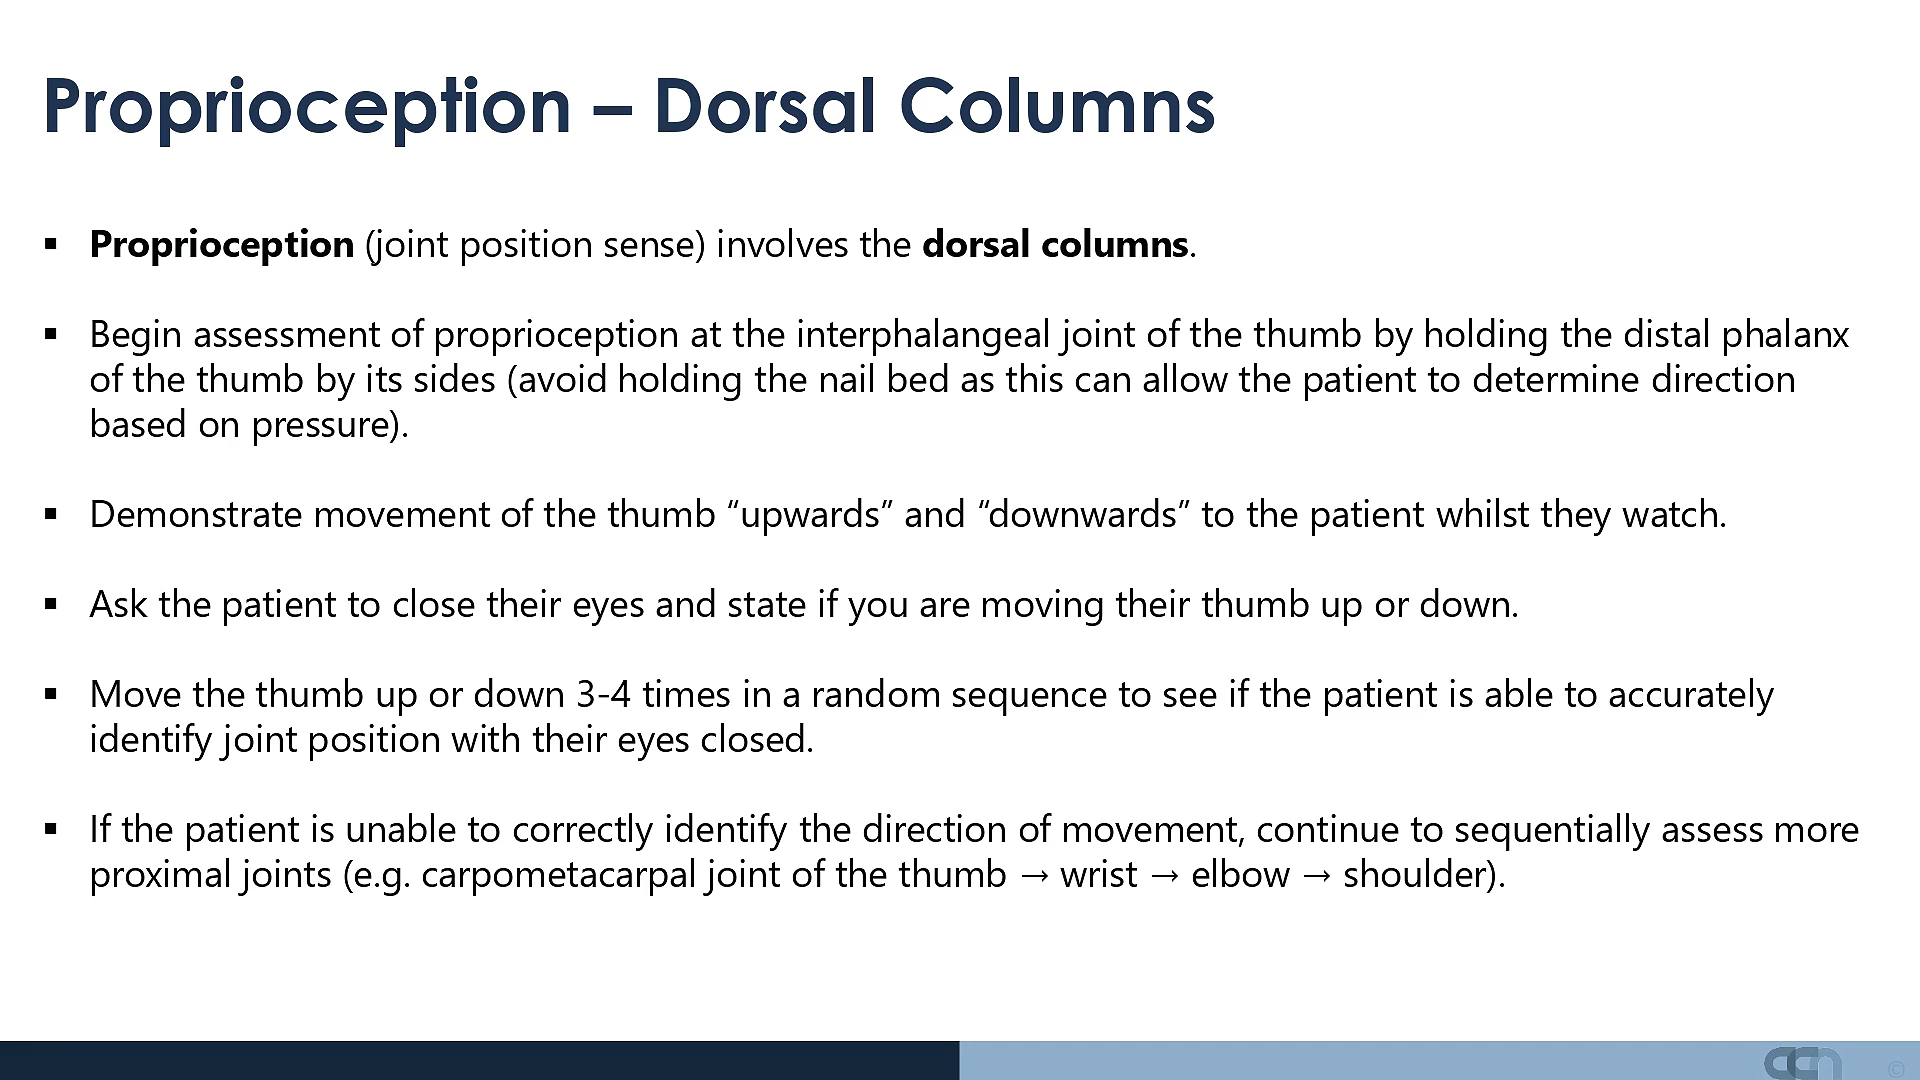 Proprioception – Dorsal Columns
▪ Proprioception (joint position sense) involves the dorsal columns.
▪ Begin assessment of proprioception at the interphalangeal joint of the thumb by holding the distal phalanx
of the thumb by its sides (avoid holding the nail bed as this can allow the patient to determine direction
based on pressure).
▪ Demonstrate movement of the thumb “upwards” and “downwards” to the patient whilst they watch.
▪ Ask the patient to close their eyes and state if you are moving their thumb up or down.
▪ Move the thumb up or down 3-4 times in a random sequence to see if the patient is able to accurately
identify joint position with their eyes closed.
▪ If the patient is unable to correctly identify the direction of movement, continue to sequentially assess more
proximal joints (e.g. carpometacarpal joint of the thumb → wrist → elbow → shoulder).
©